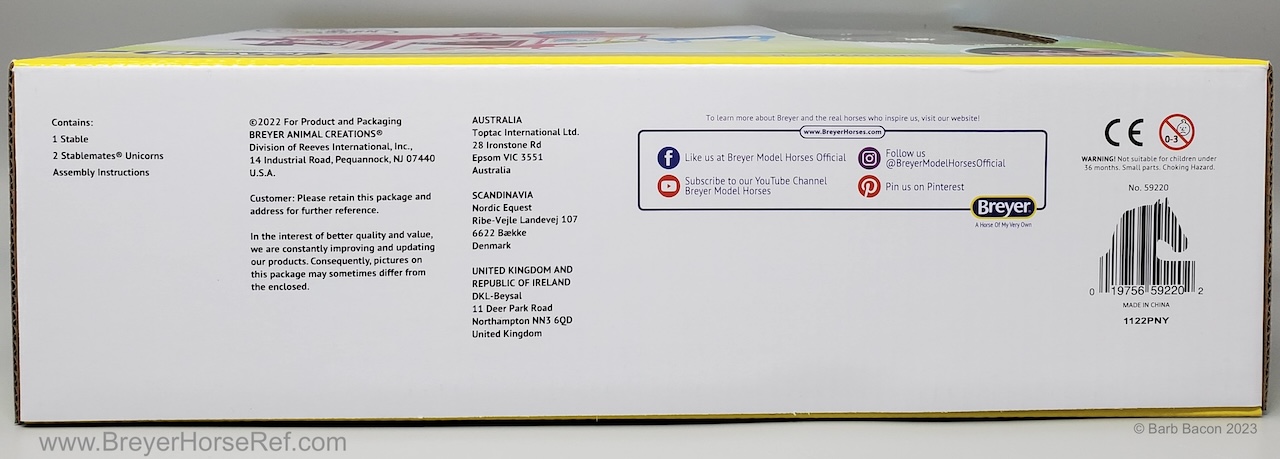 Contains:
1 Stable
2 Stablemates® Unicorns
Assembly Instructions
©2022 For Product and Packaging
BREYER ANIMAL CREATIONS®
Division of Reeves International, Inc.,
14 Industrial Road, Pequannock, NJ 07440
U.S.A.
Customer: Please retain this package and
address for further reference.
In the interest of better quality and value,
we are constantly improving and updating
our products. Consequently, pictures on
this package may sometimes differ from
the enclosed.
AUSTRALIA
Toptac International Ltd.
28 Ironstone Rd
Epsom VIC 3551
Australia
SCANDINAVIA
Nordic Equest
Ribe-Vejle Landevej 107
6622 Bække
Denmark
UNITED KINGDOM AND
REPUBLIC OF IRELAND
DKL-Beysal
11 Deer Park Road
Northampton NN3 6QD
United Kingdom
To learn more about Breyer and the real horses who inspire us, visit our website!
www.BreyerHorses.com
Like us at Breyer Model Horses Official
Subscribe to our YouTube Channel
Breyer Model Horses
Follow us
@BreyerModelHorsesOfficial
Pin us on Pinterest
Breyer
A Horse Of My Very Own
CE
0-3
WARNING! Not suitable for children under
36 months. Small parts. Choking Hazard.
No. 59220
0 19756 59220 2
MADE IN CHINA
1122PNY
www.BreyerHorseRef.com
© Barb Bacon 2023